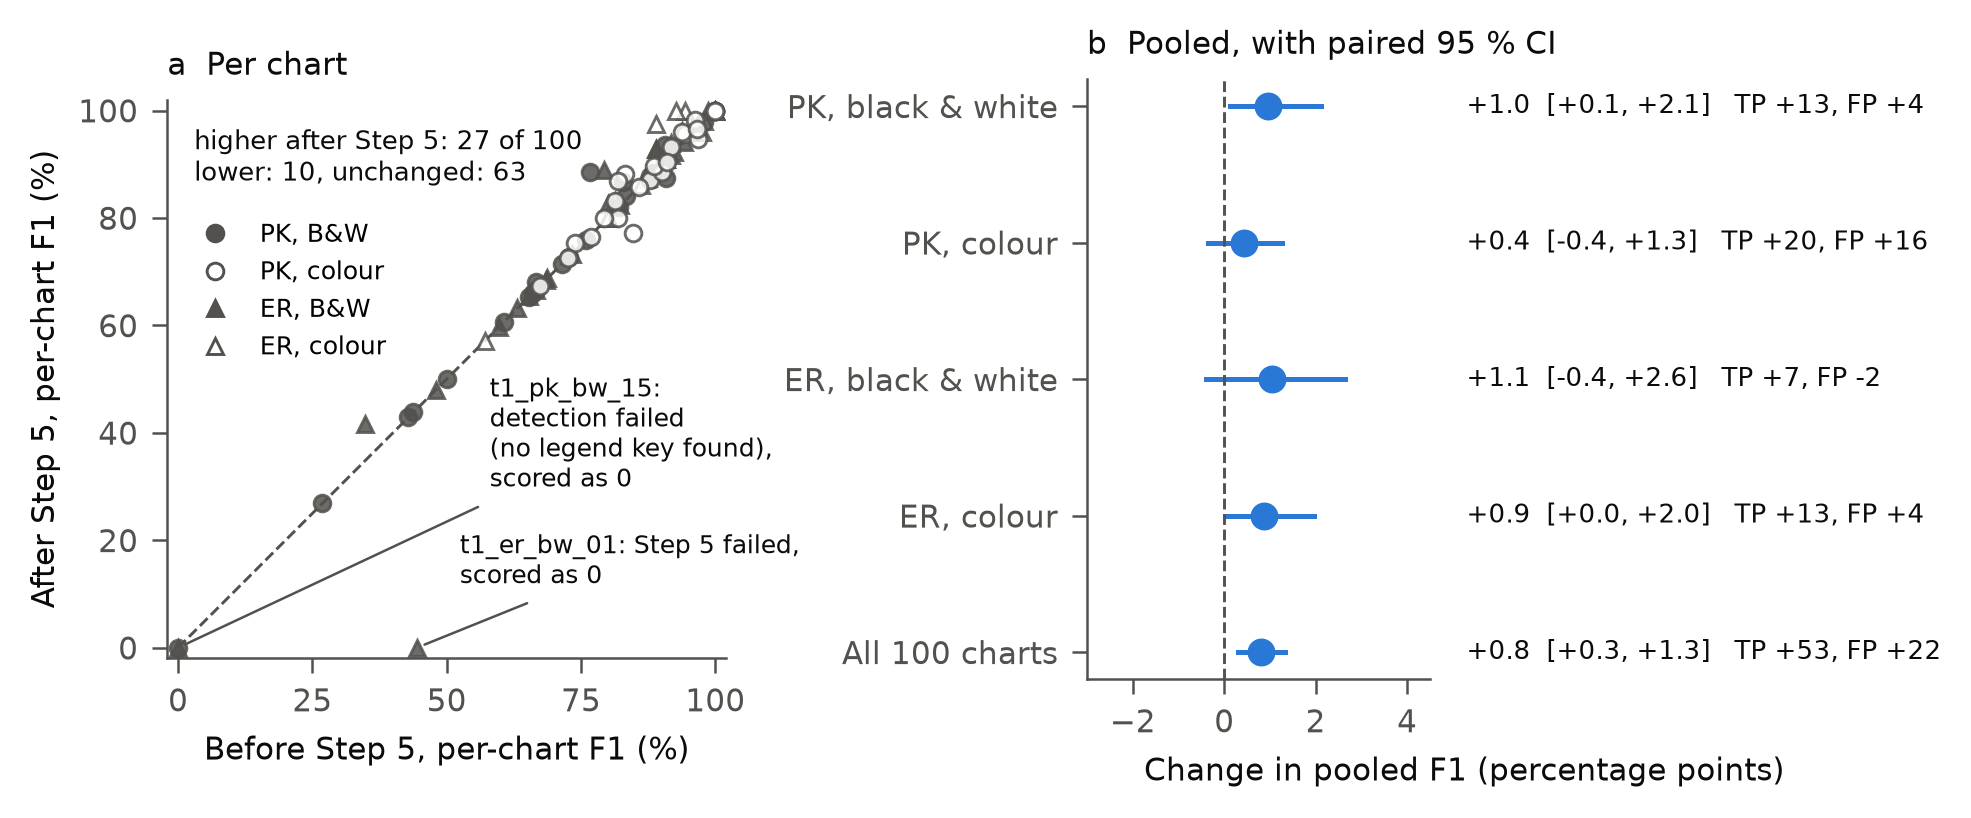 a  Per chart
100
80
60
40
20
0
After Step 5, per-chart F1 (%)
higher after Step 5: 27 of 100
lower: 10, unchanged: 63
PK, B&W
PK, colour
ER, B&W
ER, colour
t1_pk_bw_15:
detection failed
(no legend key found),
scored as 0
t1_er_bw_01: Step 5 failed,
scored as 0
0 25 50 75 100
Before Step 5, per-chart F1 (%)
b  Pooled, with paired 95 % CI
PK, black & white +1.0 [+0.1, +2.1] TP +13, FP +4
PK, colour +0.4 [-0.4, +1.3] TP +20, FP +16
ER, black & white +1.1 [-0.4, +2.6] TP +7, FP -2
ER, colour +0.9 [+0.0, +2.0] TP +13, FP +4
All 100 charts +0.8 [+0.3, +1.3] TP +53, FP +22
−2 0 2 4
Change in pooled F1 (percentage points)